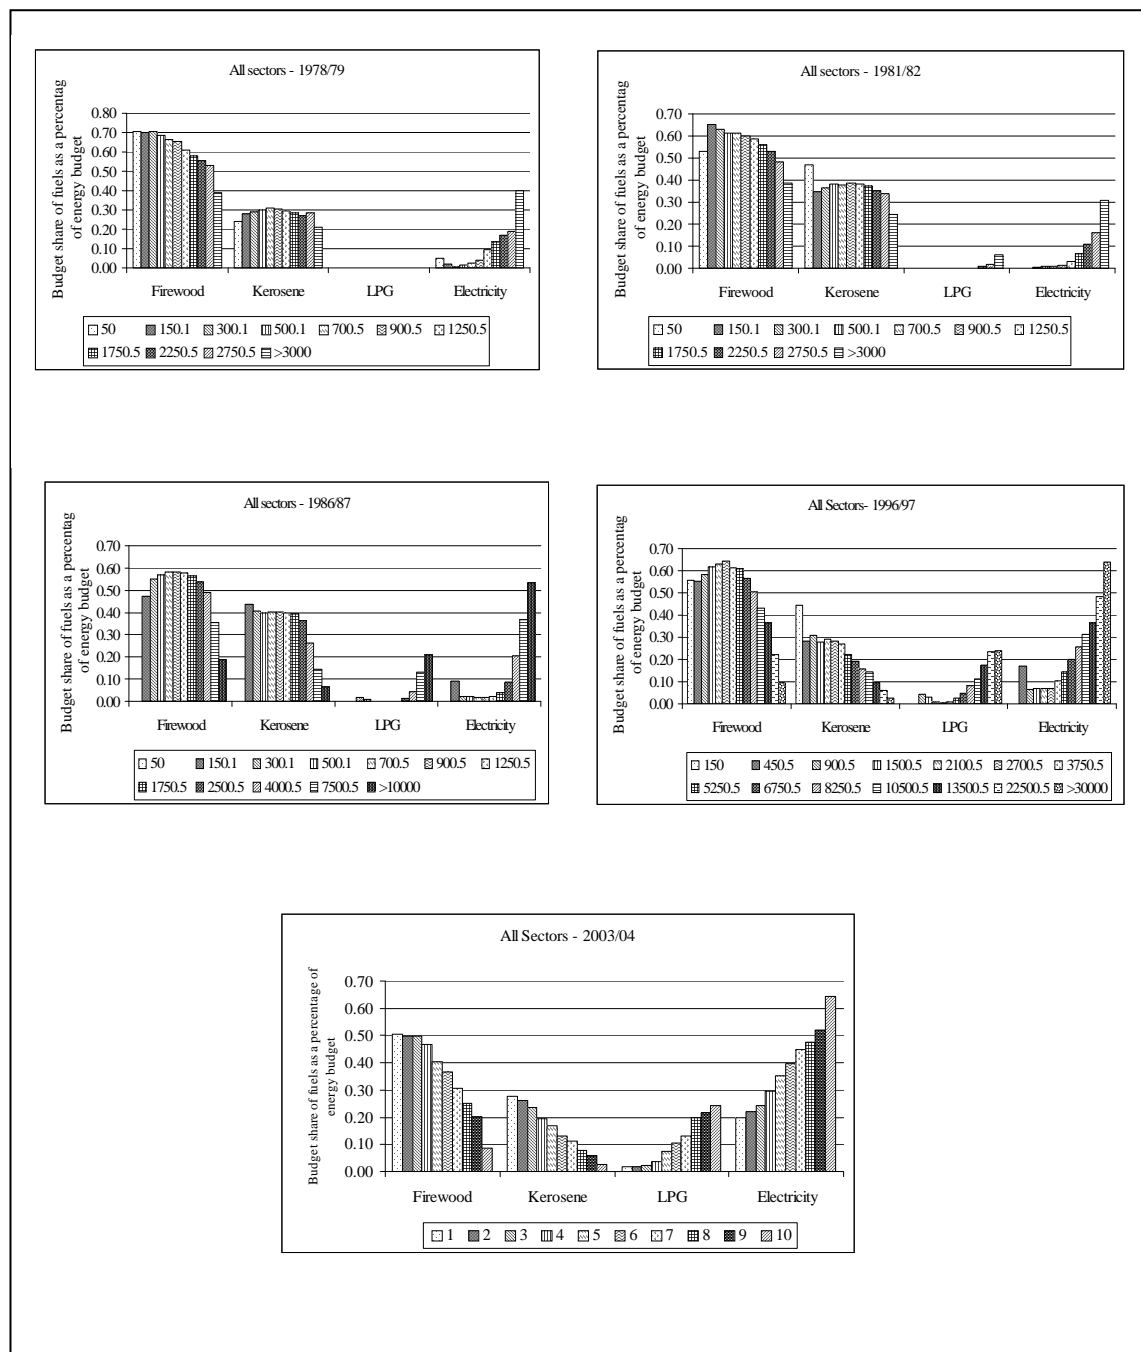 All sectors - 1978/79
Budget share of fuels as a percentag
of energy budget
0.80
0.70
0.60
0.50
0.40
0.30
0.20
0.10
0.00
Firewood Kerosene LPG Electricity
50 150.1 300.1 500.1 700.5 900.5 1250.5
1750.5 2250.5 2750.5 >3000
All sectors - 1981/82
Budget share of fuels as a percentag
of energy budget
0.70
0.60
0.50
0.40
0.30
0.20
0.10
0.00
Firewood Kerosene LPG Electricity
50 150.1 300.1 500.1 700.5 900.5 1250.5
1750.5 2250.5 2750.5 >3000
All sectors - 1986/87
Budget share of fuels as a percentag
of energy budget
0.70
0.60
0.50
0.40
0.30
0.20
0.10
0.00
Firewood Kerosene LPG Electricity
50 150.1 300.1 500.1 700.5 900.5 1250.5
1750.5 2500.5 4000.5 7500.5 >10000
All Sectors- 1996/97
Budget share of fuels as a percentag
of energy budget
0.70
0.60
0.50
0.40
0.30
0.20
0.10
0.00
Firewood Kerosene LPG Electricity
150 450.5 900.5 1500.5 2100.5 2700.5 3750.5
5250.5 6750.5 8250.5 10500.5 13500.5 22500.5 >30000
All Sectors - 2003/04
Budget share of fuels as a percentage of
energy budget
0.70
0.60
0.50
0.40
0.30
0.20
0.10
0.00
Firewood Kerosene LPG Electricity
1 2 3 4 5 6 7 8 9 10